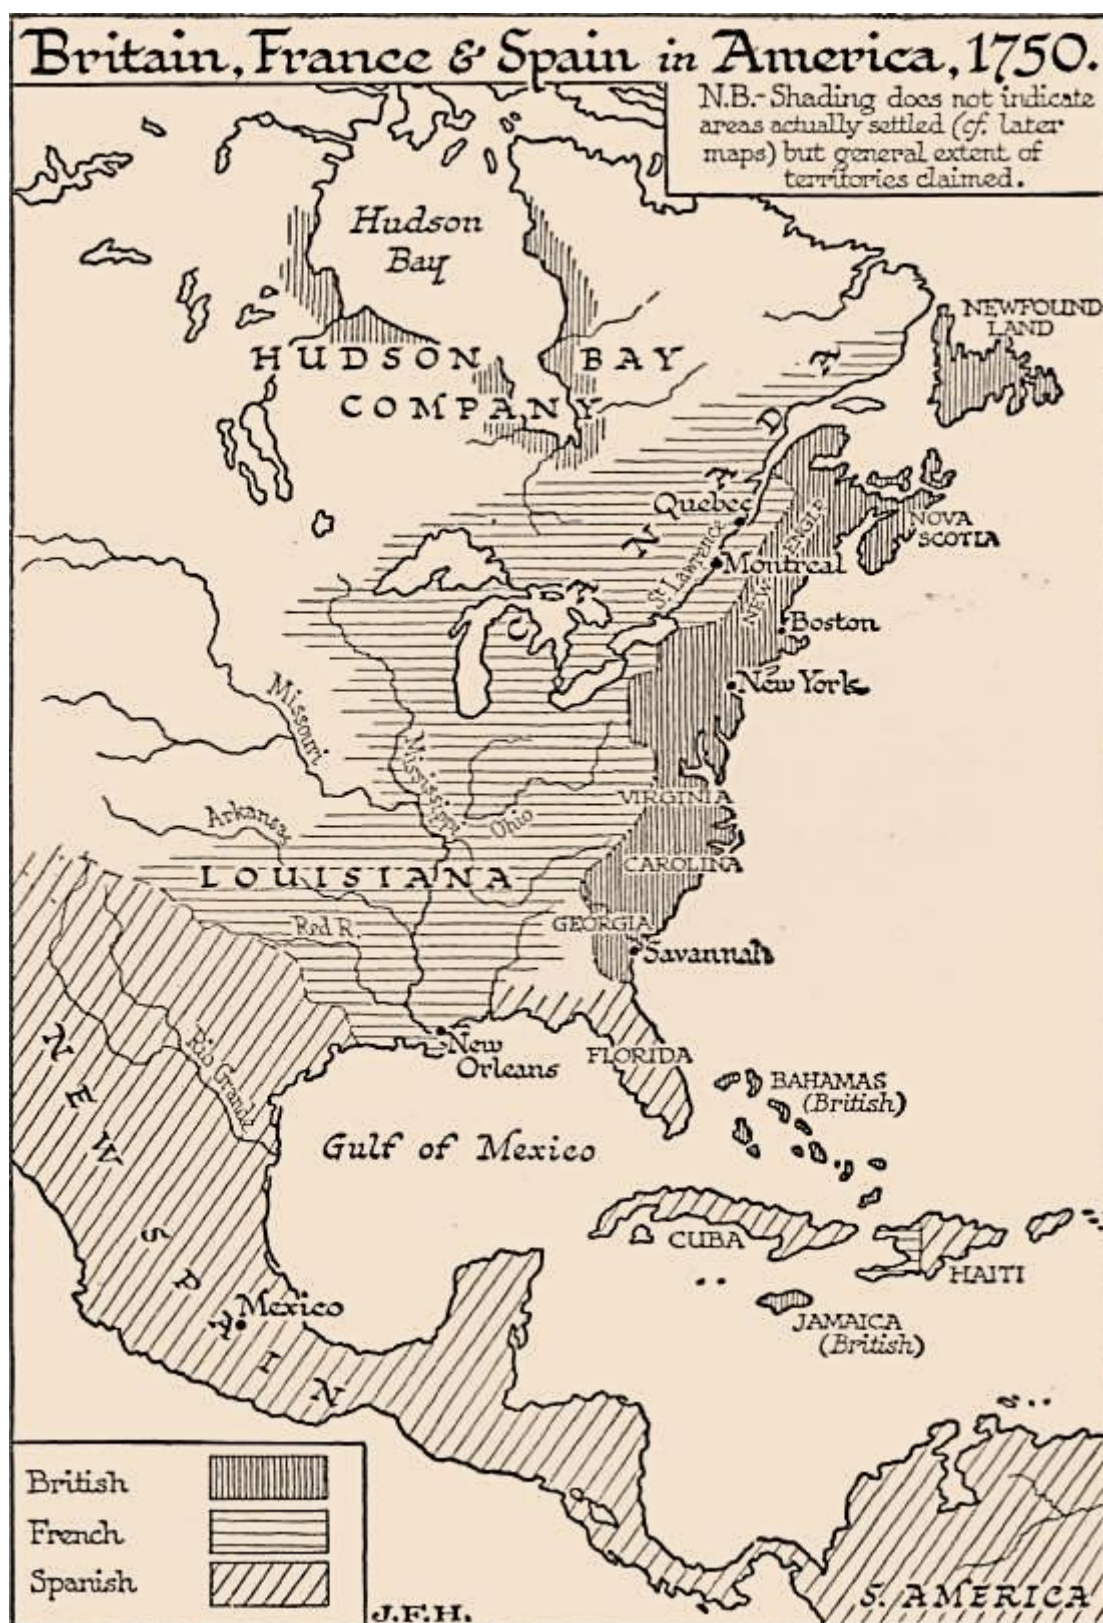 Britain, France & Spain in America, 1750.
N.B.- Shading does not indicate
areas actually settled (cf. later
maps) but general extent of
territories claimed.
Hudson
Bay
NEWFOUND
LAND
HUDSON BAY
COMPANY
CANADA
Quebec
NOVA
SCOTIA
St. Lawrence
Montreal
NEW ENGLD
Boston
New York
Missouri
Mississippi
Ohio
VIRGINIA
Arkansas
CAROLINA
LOUISIANA
Red R.
GEORGIA
Savannah
New
Orleans
FLORIDA
Rio Grande
NEW SPAIN
BAHAMAS
(British)
Gulf of Mexico
CUBA
HAITI
Mexico
JAMAICA
(British)
British
French
Spanish
S. AMERICA
J.F.H.